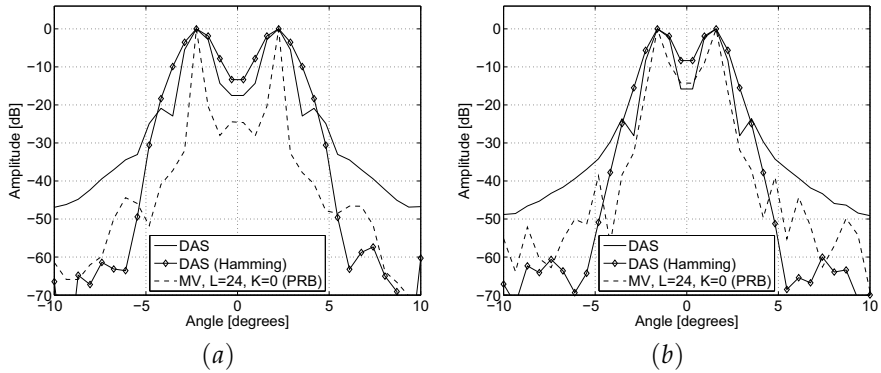 0
−10
−20
−30
−40
−50
−60
−70
Amplitude [dB]
DAS
DAS (Hamming)
MV, L=24, K=0 (PRB)
−10
−5
0
5
10
Angle [degrees]
(a)
0
−10
−20
−30
−40
−50
−60
−70
Amplitude [dB]
DAS
DAS (Hamming)
MV, L=24, K=0 (PRB)
−10
−5
0
5
10
Angle [degrees]
(b)